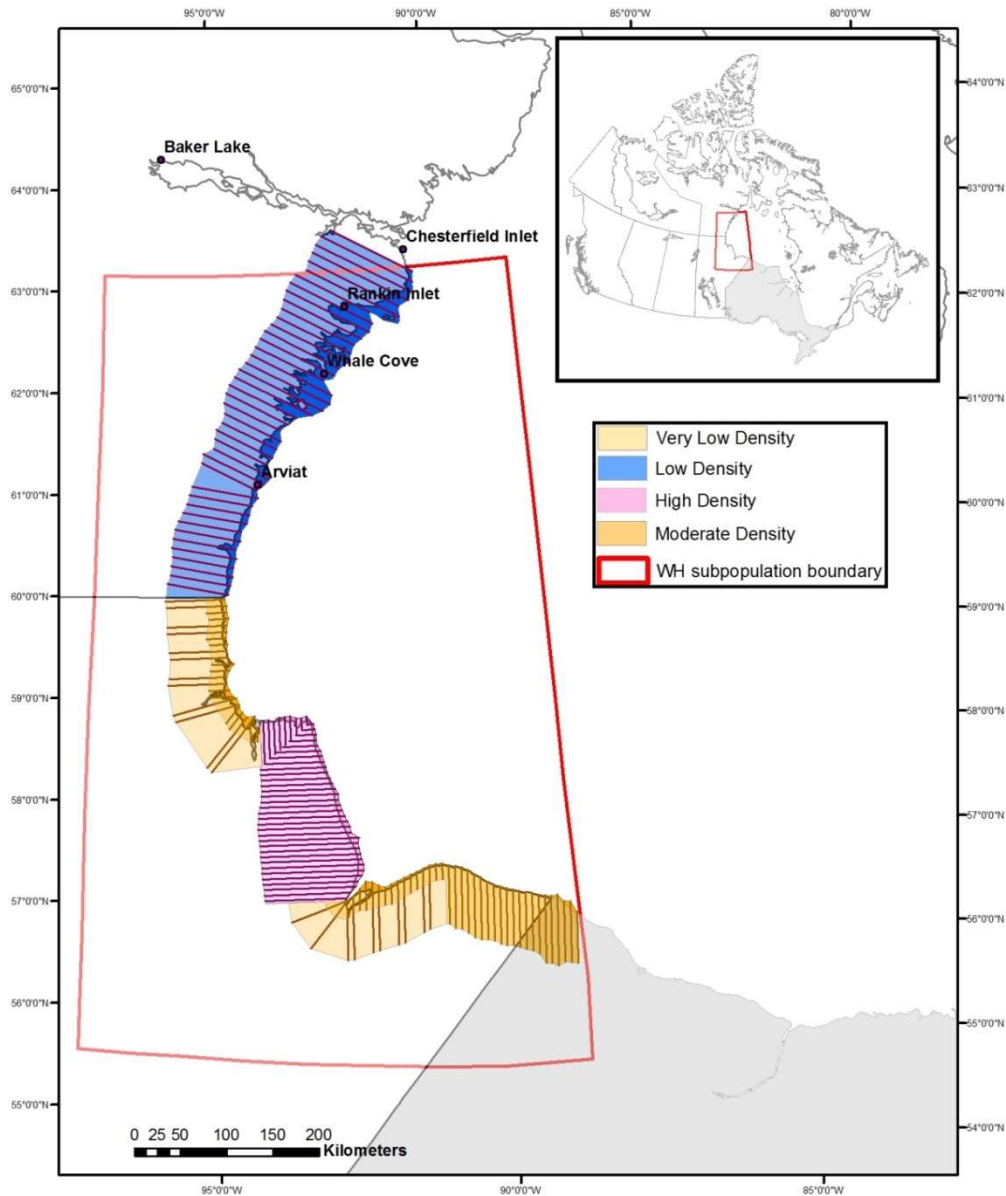 95°0'0"W 90°0'0"W 85°0'0"W 80°0'0"W
65°0'0"N
64°0'0"N
63°0'0"N
62°0'0"N
61°0'0"N
60°0'0"N
59°0'0"N
58°0'0"N
57°0'0"N
56°0'0"N
55°0'0"N
Baker Lake
Chesterfield Inlet
Rankin Inlet
Whale Cove
Arviat
Very Low Density
Low Density
High Density
Moderate Density
WH subpopulation boundary
64°0'0"N
63°0'0"N
62°0'0"N
61°0'0"N
60°0'0"N
59°0'0"N
58°0'0"N
57°0'0"N
56°0'0"N
55°0'0"N
54°0'0"N
0 25 50 100 150 200
Kilometers
95°0'0"W 90°0'0"W 85°0'0"W